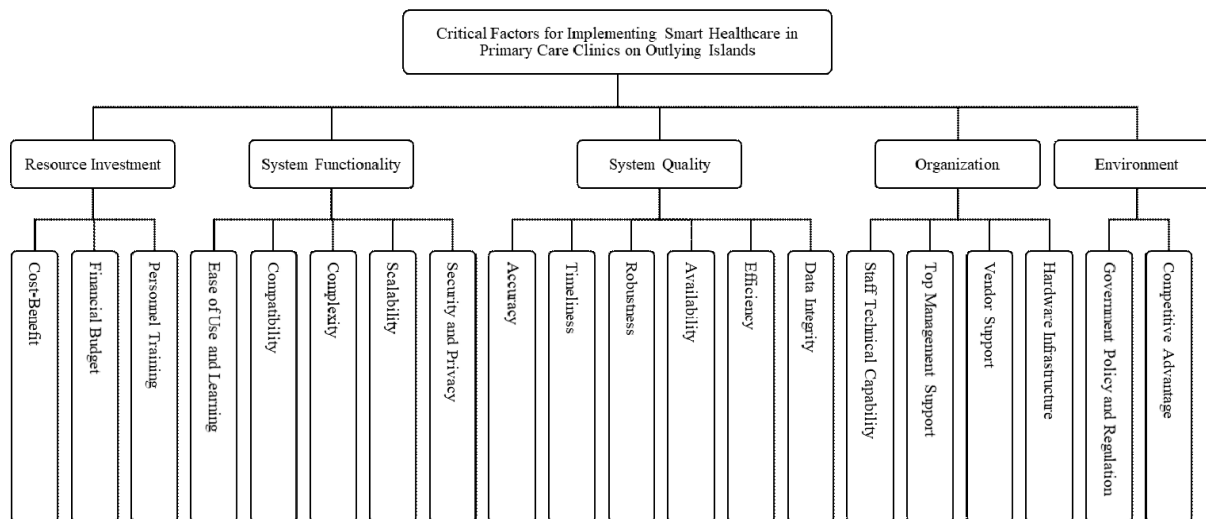 Critical Factors for Implementing Smart Healthcare in
Primary Care Clinics on Outlying Islands
Resource Investment
System Functionality
System Quality
Organization
Environment
Cost-Benefit
Financial Budget
Personnel Training
Ease of Use and Learning
Compatibility
Complexity
Scalability
Security and Privacy
Accuracy
Timeliness
Robustness
Availability
Efficiency
Data Integrity
Staff Technical Capability
Top Management Support
Vendor Support
Hardware Infrastructure
Government Policy and Regulation
Competitive Advantage